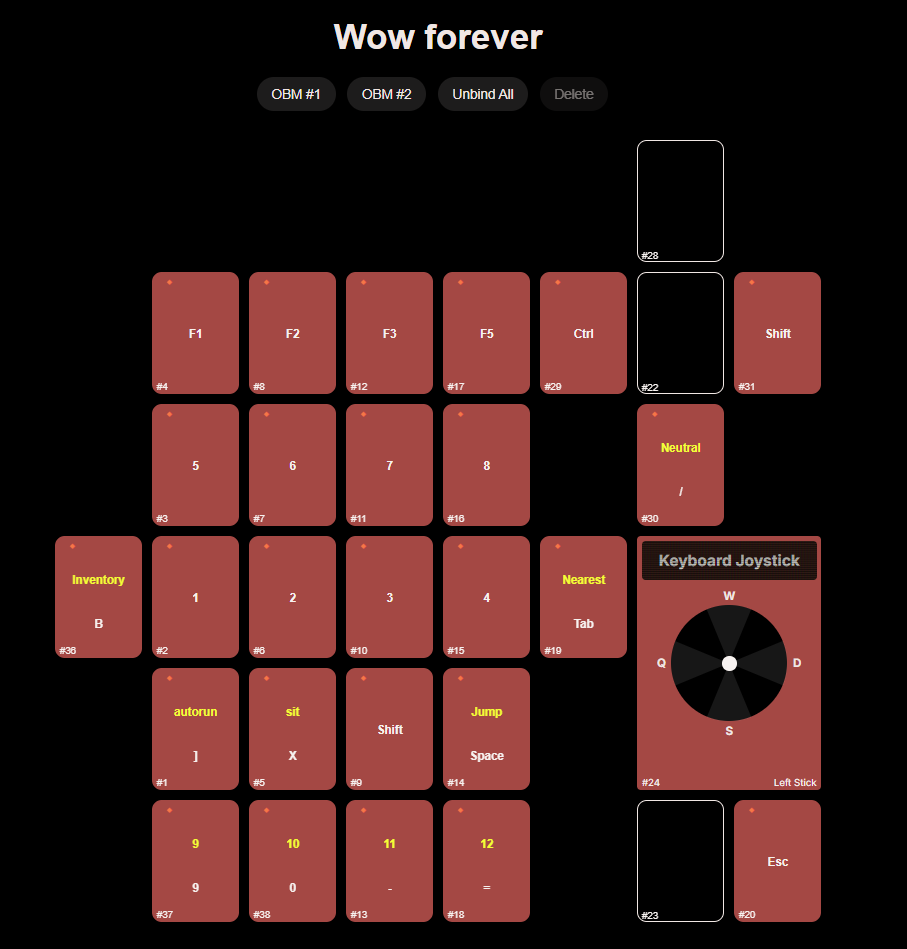 Wow forever
OBM #1 OBM #2 Unbind All Delete
#28
F1 F2 F3 F5 Ctrl Shift
#4 #8 #12 #17 #29 #22 #31
Neutral
5 6 7 8 /
#3 #7 #11 #16 #30
Keyboard Joystick
Inventory Nearest
W
1 2 3 4
B Tab
#36 #2 #6 #10 #15 #19
Q D
autorun sit Jump
Shift
S
] X Space
#1 #5 #9 #14 #24 Left Stick
9 10 11 12
Esc
9 0 - =
#37 #38 #13 #18 #23 #20